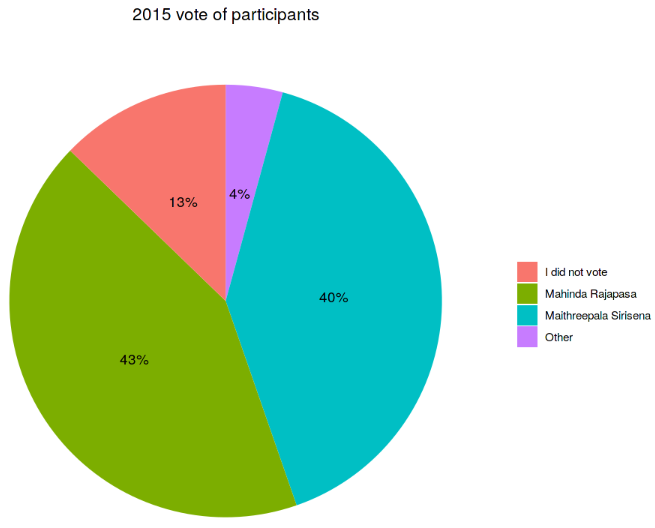 2015 vote of participants
4%
13%
40%
43%
I did not vote
Mahinda Rajapasa
Maithreepala Sirisena
Other